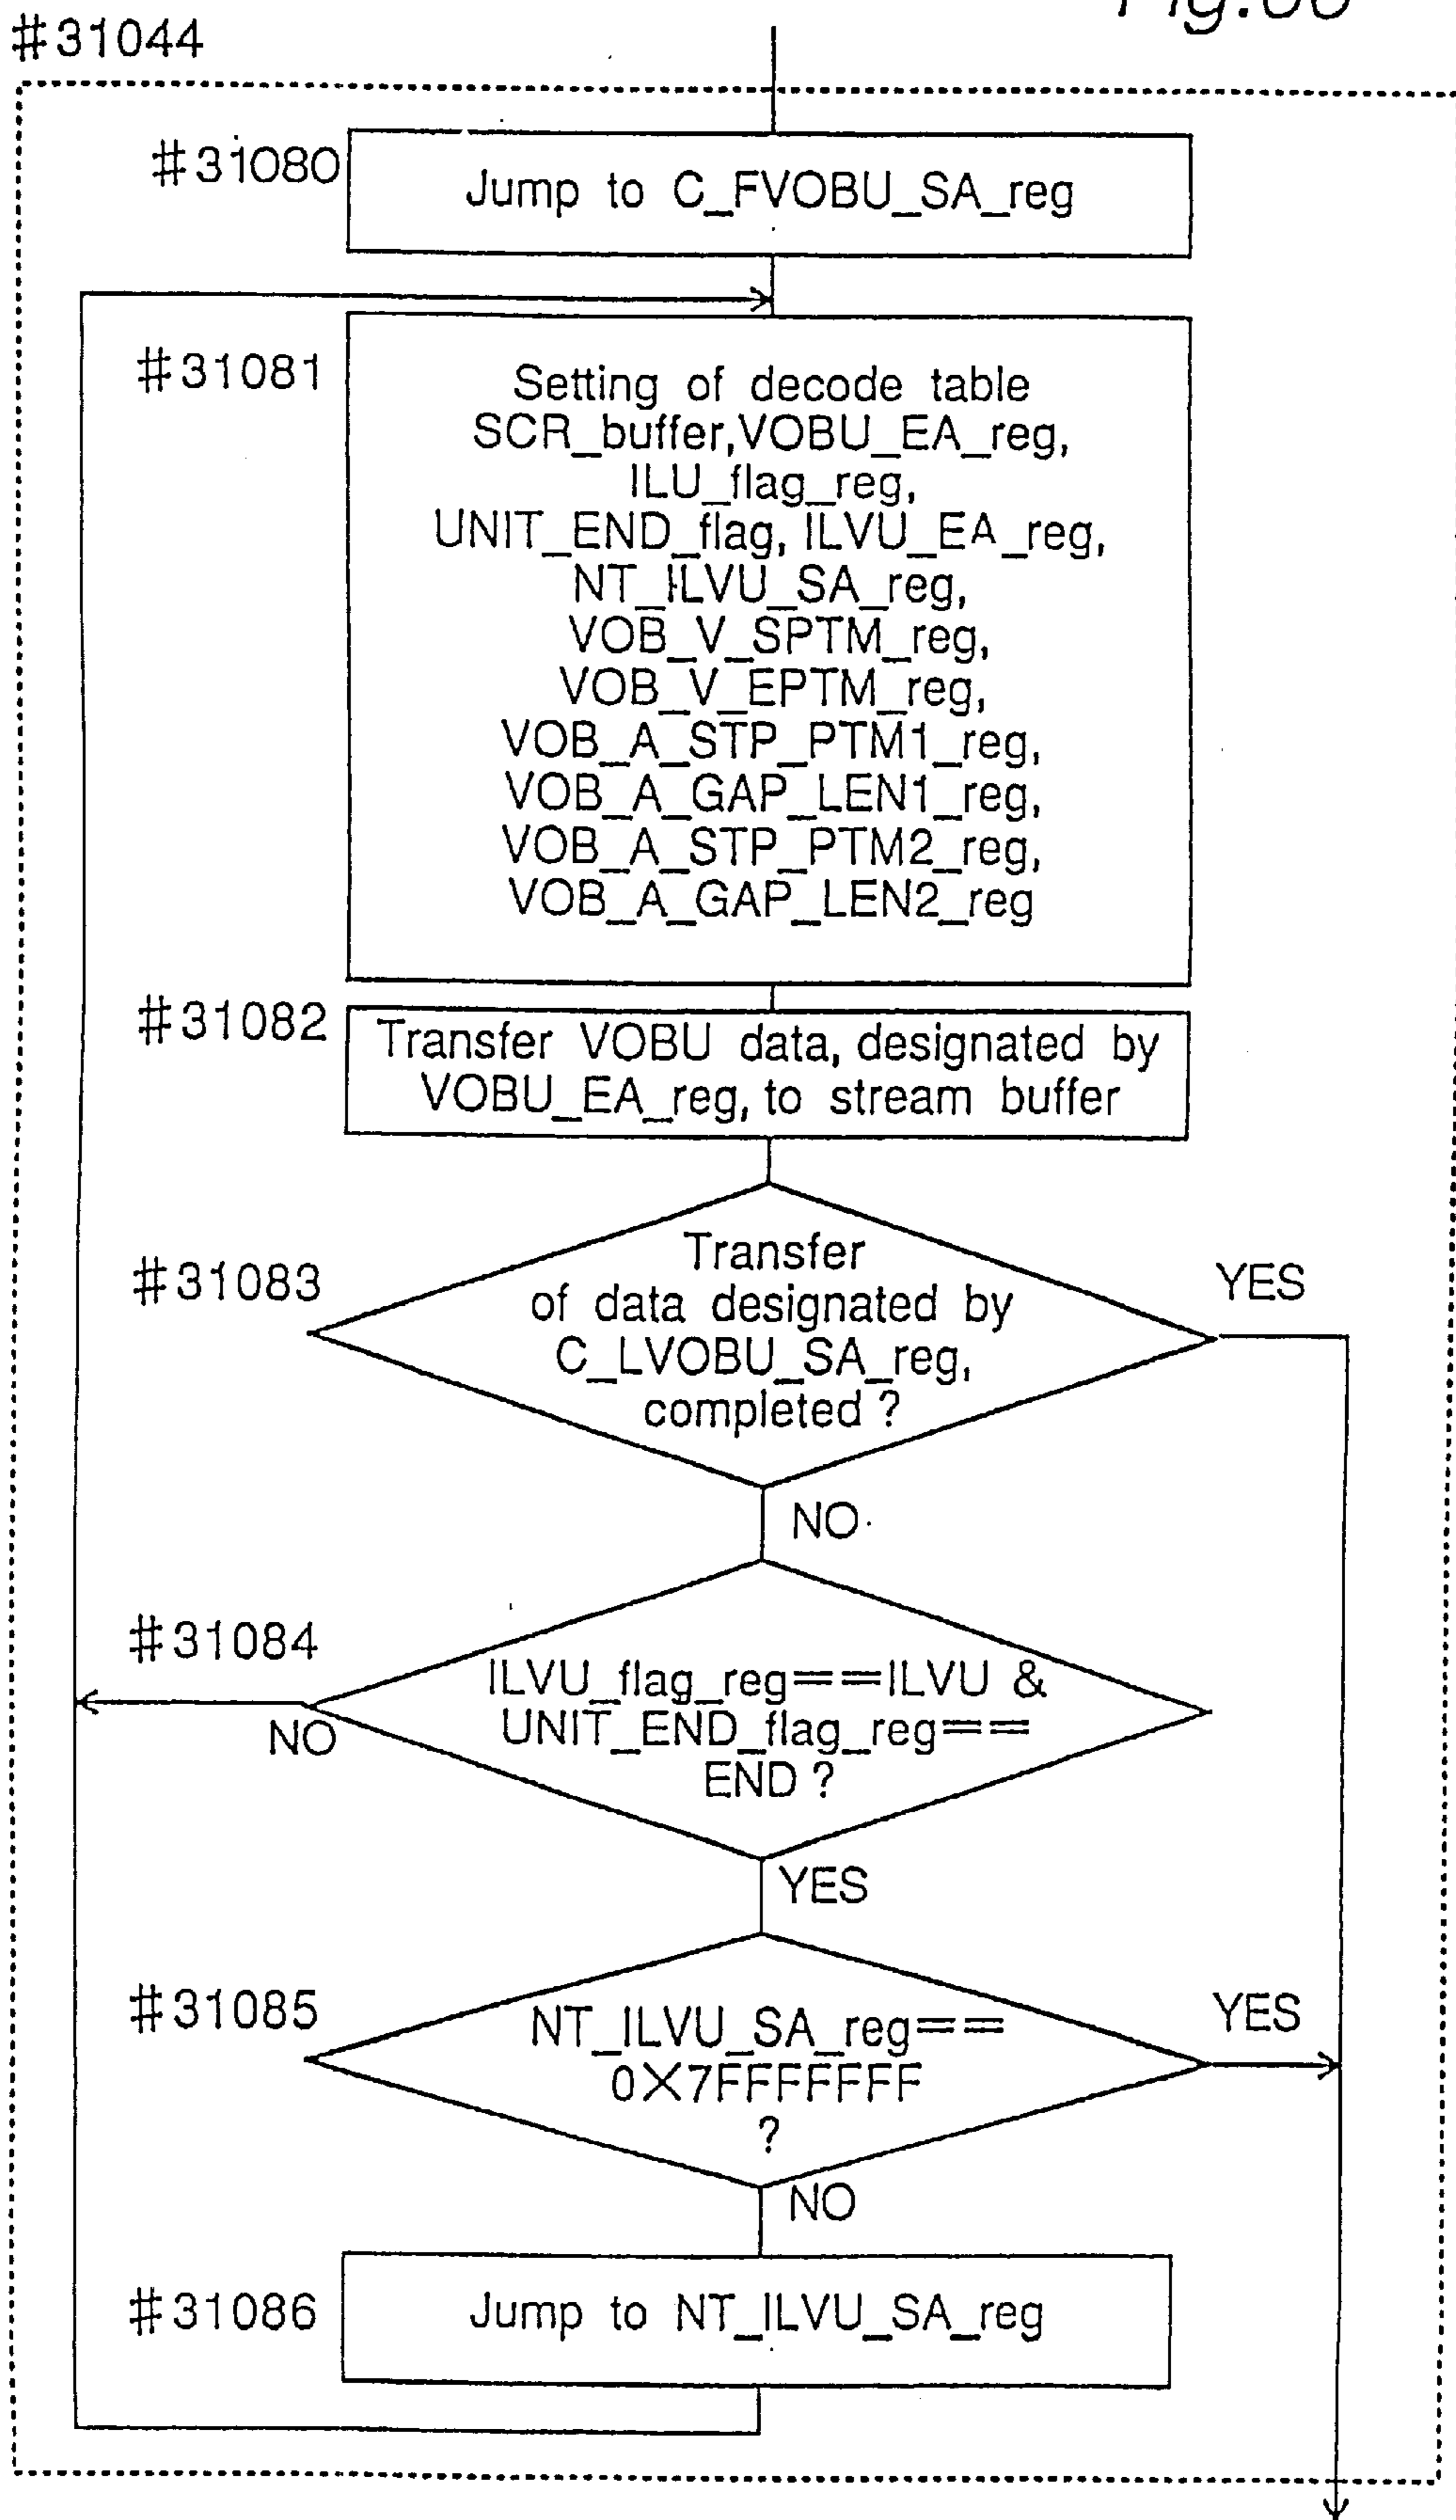 #31044
#31080
Jump to C_FVOBU_SA_reg
#31081
Setting of decode table
SCR_buffer,VOBU_EA_reg,
ILU_flag_reg,
UNIT_END_flag, ILVU_EA_reg,
NT_ILVU_SA_reg,
VOB_V_SPTM_reg,
VOB_V_EPTM_reg,
VOB_A_STP_PTM1_reg,
VOB_A_GAP_LEN1_reg,
VOB_A_STP_PTM2_reg,
VOB_A_GAP_LEN2_reg
#31082
Transfer VOBU data, designated by
VOBU_EA_reg, to stream buffer
#31083
Transfer
of data designated by
C_LVOBU_SA_reg,
completed ?
YES
NO
#31084
ILVU_flag_reg==ILVU &
UNIT_END_flag_reg==
END ?
NO
YES
#31085
NT_ILVU_SA_reg==
0X7FFFFFFF
?
YES
NO
#31086
Jump to NT_ILVU_SA_reg